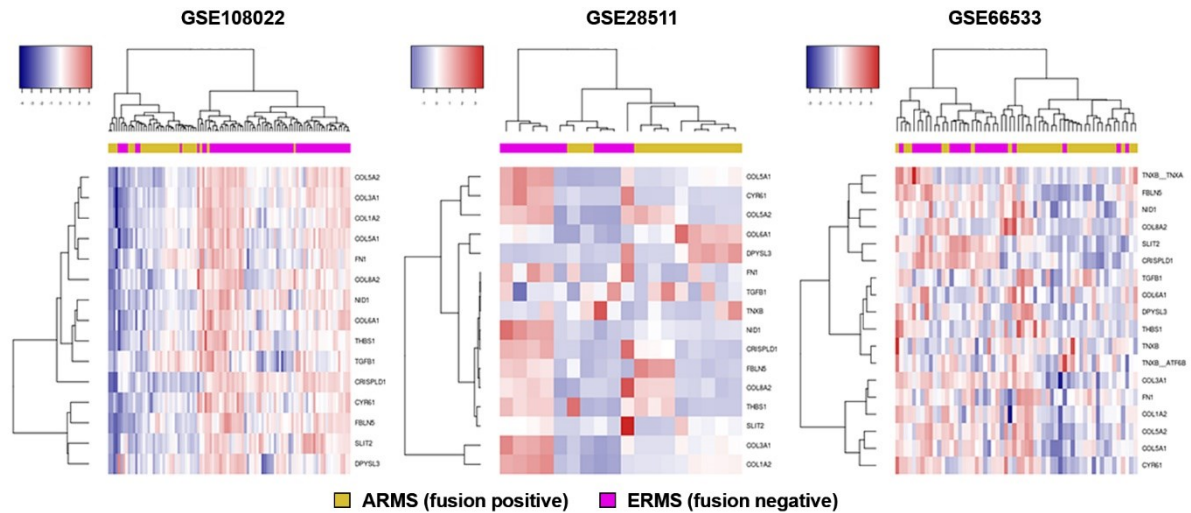 GSE108022
GSE28511
GSE66533
COL5A2
COL3A1
COL1A2
COL5A1
FN1
COL8A2
NID1
COL6A1
THBS1
TGFB1
CRISPLD1
CYR61
FBLN5
SLIT2
DPYSL3
COL5A1
CYR61
COL5A2
COL6A1
DPYSL3
FN1
TGFB1
TNXB
NID1
CRISPLD1
FBLN5
COL8A2
THBS1
SLIT2
COL3A1
COL1A2
TNXB__TNXA
FBLN5
NID1
COL8A2
SLIT2
CRISPLD1
TGFB1
COL6A1
DPYSL3
THBS1
TNXB
TNXB__ATF6B
COL3A1
FN1
COL1A2
COL5A2
COL5A1
CYR61
ARMS (fusion positive)
ERMS (fusion negative)